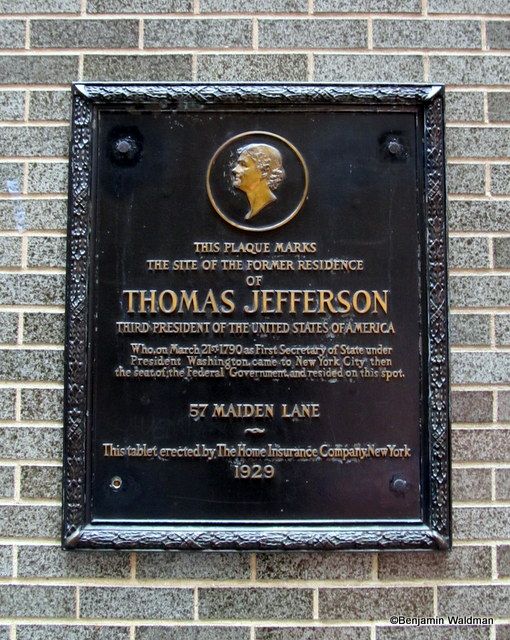 THIS PLAQUE MARKS
THE SITE OF THE FORMER RESIDENCE
OF
THOMAS JEFFERSON
THIRD PRESIDENT OF THE UNITED STATES OF AMERICA
Who, on March 21st 1790 as First Secretary of State under
President Washington, came to New York City, then
the seat of the Federal Government, and resided on this spot.
57 MAIDEN LANE
~
This tablet erected by The Home Insurance Company, New York
1929
©Benjamin Waldman